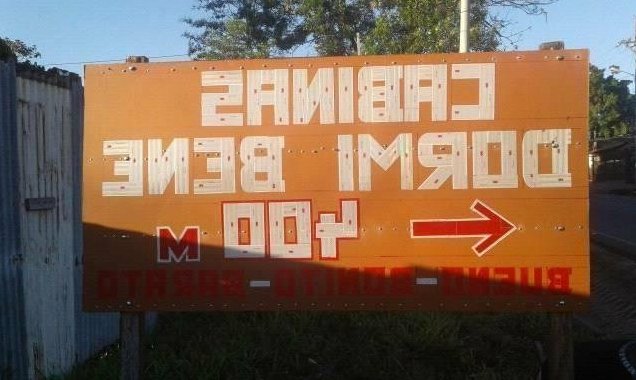 CABINAS
DORMI BENE
400 M
BUENO-BONITO-BARATO